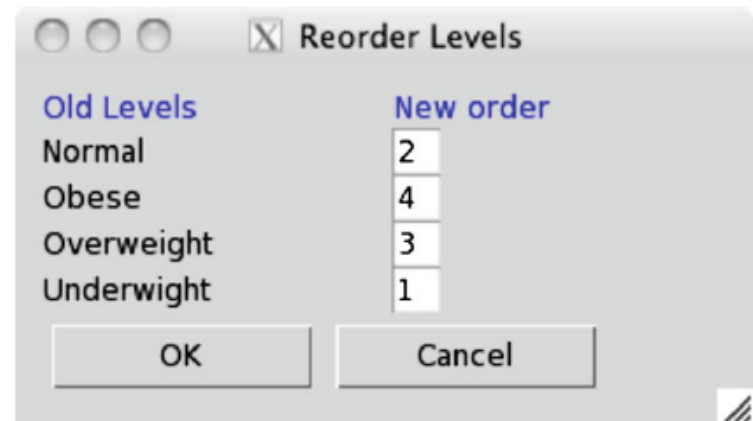 Reorder Levels
Old Levels New order
Normal 2
Obese 4
Overweight 3
Underwight 1
OK Cancel